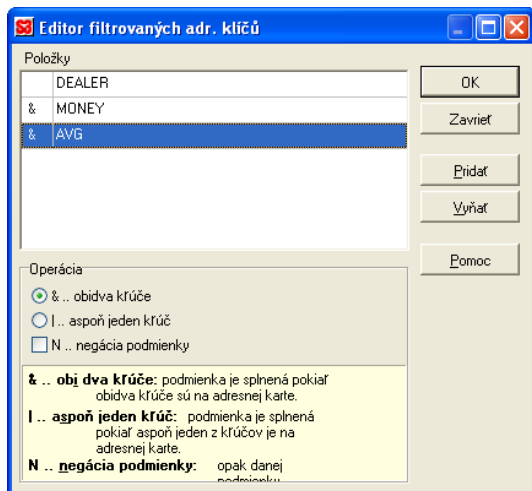 Editor filtrovaných adr. klíčů
Položky
DEALER
& MONEY
& AVG
OK
Zavrieť
Pridať
Vyňať
Pomoc
Operácia
& .. obidva kľúče
| .. aspoň jeden kľúč
N .. negácia podmienky
& .. obi dva kľúče: podmienka je splnená pokiaľ
obidva kľúče sú na adresnej karte.
| .. aspoň jeden kľúč: podmienka je splnená
pokiaľ aspoň jeden z kľúčov je na
adresnej karte.
N .. negácia podmienky: opak danej
podmienky